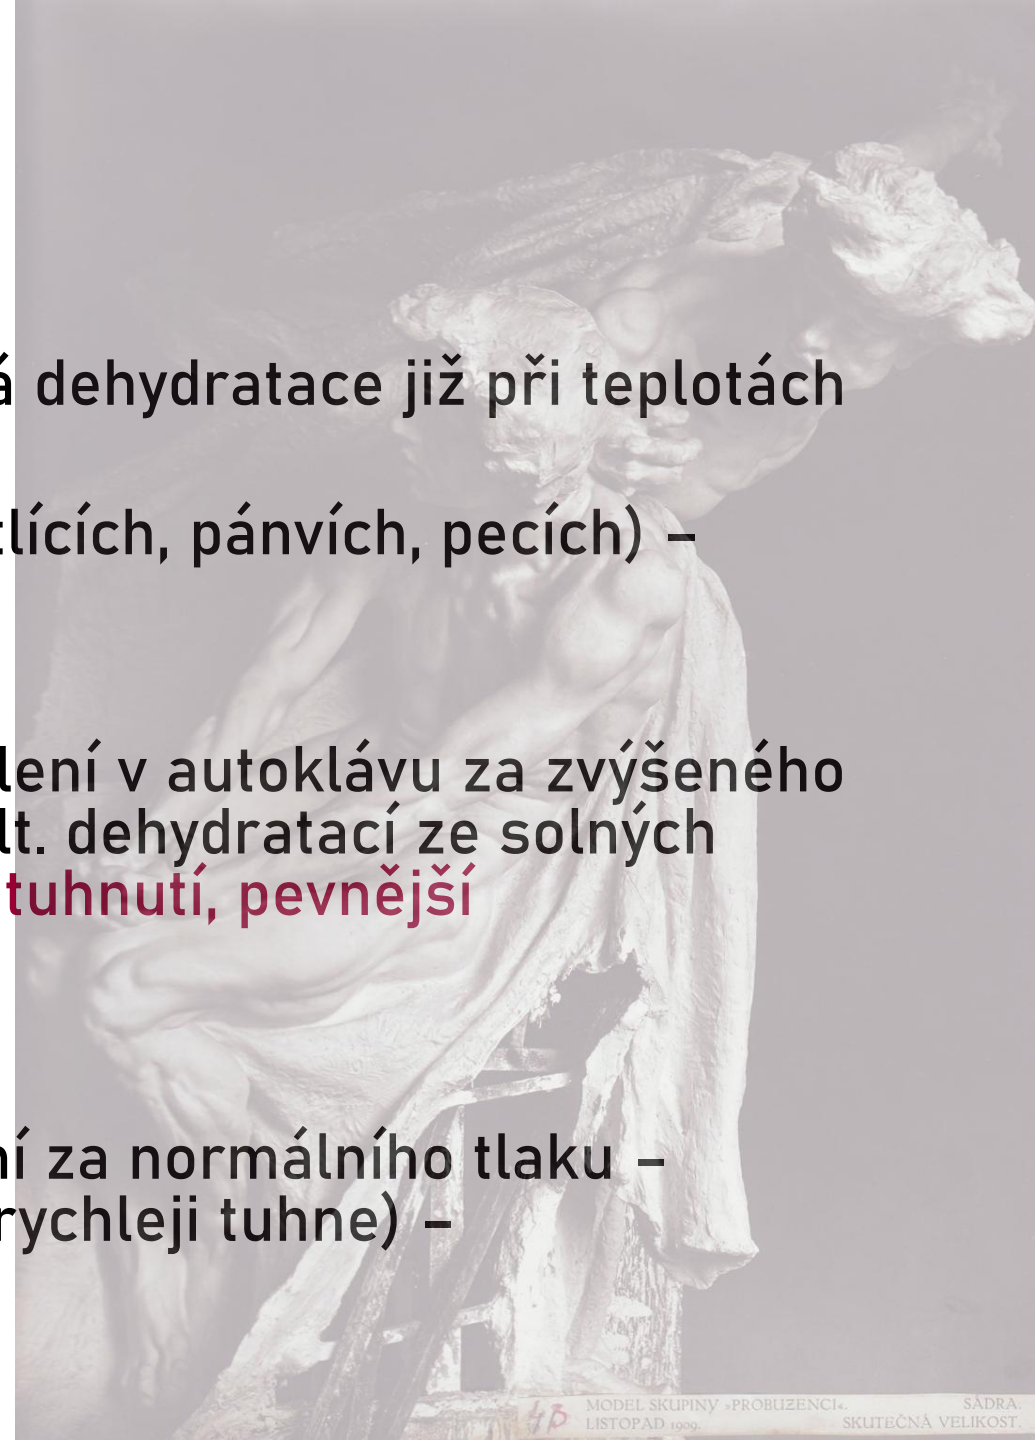 á dehydratace již při teplotách
tlících, pánvích, pecích) –
lení v autoklávu za zvýšeného
lt. dehydratací ze solných
tuhnutí, pevnější
ní za normálního tlaku –
rychleji tuhne) –
43
MODEL SKUPINY »PROBUZENCI«. SÁDRA.
LISTOPAD 1909. SKUTEČNÁ VELIKOST.